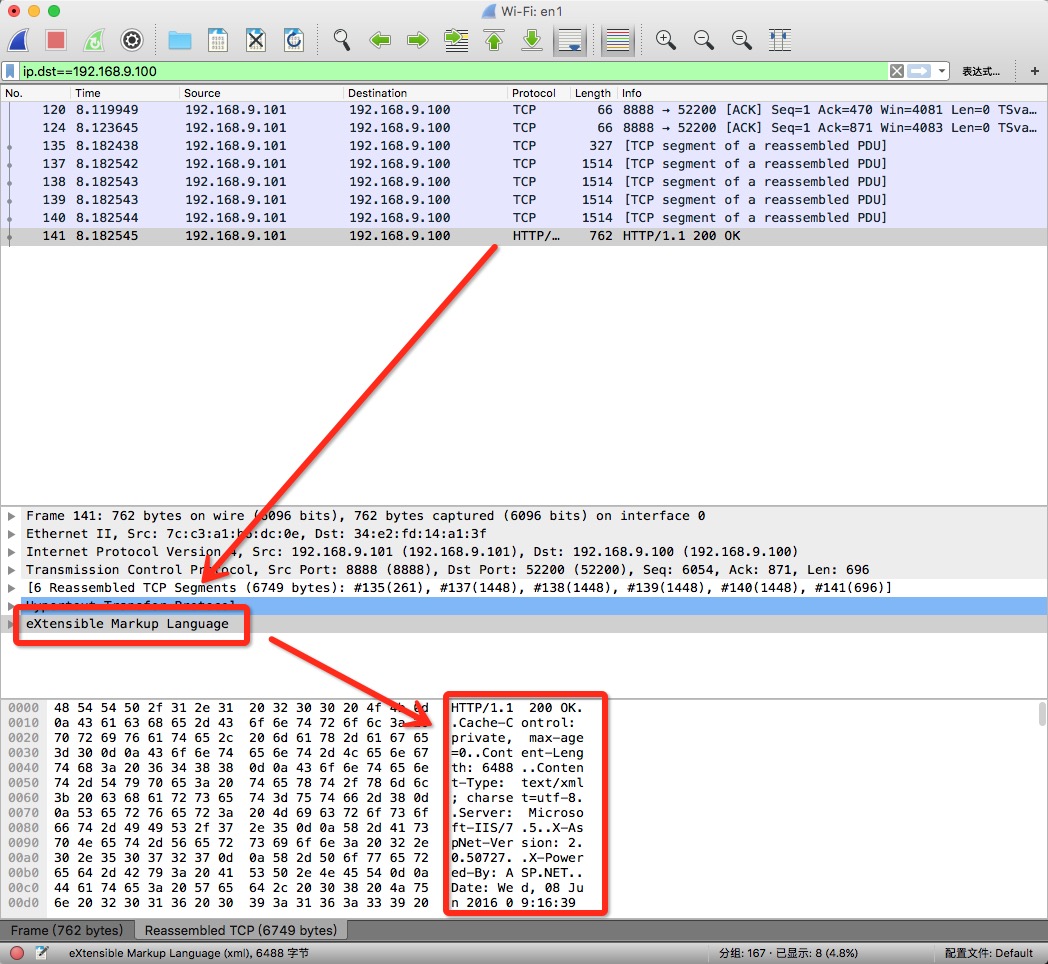 Wi-Fi: en1
ip.dst==192.168.9.100 表达式… +
No. Time Source Destination Protocol Length Info
120 8.119949 192.168.9.101 192.168.9.100 TCP 66 8888 → 52200 [ACK] Seq=1 Ack=470 Win=4081 Len=0 TSva…
124 8.123645 192.168.9.101 192.168.9.100 TCP 66 8888 → 52200 [ACK] Seq=1 Ack=871 Win=4083 Len=0 TSva…
135 8.182438 192.168.9.101 192.168.9.100 TCP 327 [TCP segment of a reassembled PDU]
137 8.182542 192.168.9.101 192.168.9.100 TCP 1514 [TCP segment of a reassembled PDU]
138 8.182543 192.168.9.101 192.168.9.100 TCP 1514 [TCP segment of a reassembled PDU]
139 8.182543 192.168.9.101 192.168.9.100 TCP 1514 [TCP segment of a reassembled PDU]
140 8.182544 192.168.9.101 192.168.9.100 TCP 1514 [TCP segment of a reassembled PDU]
141 8.182545 192.168.9.101 192.168.9.100 HTTP/… 762 HTTP/1.1 200 OK
Frame 141: 762 bytes on wire (6096 bits), 762 bytes captured (6096 bits) on interface 0
Ethernet II, Src: Dst: 34:e2:fd:14:a1:3f
Internet Protocol Version 4, Src: 192.168.9.101 (192.168.9.101), Dst: 192.168.9.100 (192.168.9.100)
Transmission Control Protocol, Src Port: 8888 (8888), Dst Port: 52200 (52200), Seq: 6054, Ack: 871, Len: 696
[6 Reassembled TCP Segments (6749 bytes): #135(261), #137(1448), #138(1448), #139(1448), #140(1448), #141(696)]
Hypertext Transfer Protocol
eXtensible Markup Language
0000 48 54 54 50 2f 31 2e 31 20 32 30 30 20 4f 4b 0d HTTP/1.1 200 OK.
0010 0a 43 61 63 68 65 2d 43 6f 6e 74 72 6f 6c 3a .Cache-C ontrol:
0020 70 72 69 76 61 74 65 2c 20 6d 61 78 2d 61 67 65 private, max-age
0030 3d 30 0d 0a 43 6f 6e 74 65 6e 74 2d 4c 65 6e 67 =0..Cont ent-Leng
0040 74 68 3a 20 36 34 38 38 0d 0a 43 6f 6e 74 65 6e th: 6488 ..Conten
0050 74 2d 54 79 70 65 3a 20 74 65 78 74 2f 78 6d 6c t-Type: text/xml
0060 3b 20 63 68 61 72 73 65 74 3d 75 74 66 2d 38 0d ; charse t=utf-8.
0070 0a 53 65 72 76 65 72 3a 20 4d 69 63 72 6f 73 6f .Server: Microso
0080 66 74 2d 49 49 53 2f 37 2e 35 0d 0a 58 2d 41 73 ft-IIS/7 .5..X-As
0090 70 4e 65 74 2d 56 65 72 73 69 6f 6e 3a 20 32 2e pNet-Ver sion: 2.
00a0 30 2e 35 30 37 32 37 0d 0a 58 2d 50 6f 77 65 72 0.50727. .X-Power
00b0 65 64 2d 42 79 3a 20 41 53 50 2e 4e 45 54 0d 0a ed-By: A SP.NET..
00c0 44 61 74 65 3a 20 57 65 64 2c 20 30 38 20 4a 75 Date: We d, 08 Ju
00d0 6e 20 32 30 31 36 20 30 39 3a 31 36 3a 33 39 20 n 2016 0 9:16:39
Frame (762 bytes) Reassembled TCP (6749 bytes)
eXtensible Markup Language (xml), 6488 字节 分组: 167 · 已显示: 8 (4.8%) 配置文件: Default